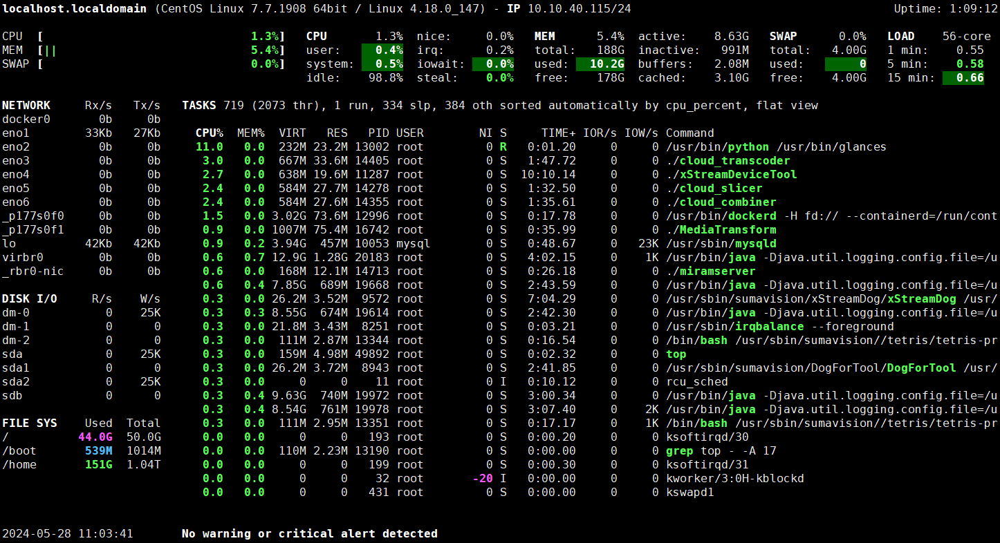 localhost.localdomain (CentOS Linux 7.7.1908 64bit / Linux 4.18.0_147) - IP 10.10.40.115/24 Uptime: 1:09:12
CPU [ 1.3%] CPU 1.3% nice: 0.0% MEM 5.4% active: 8.63G SWAP 0.0% LOAD 56-core
MEM [|| 5.4%] user: 0.4% irq: 0.2% total: 188G inactive: 991M total: 4.00G 1 min: 0.55
SWAP [ 0.0%] system: 0.5% iowait: 0.0% used: 10.2G buffers: 2.08M used: 0 5 min: 0.58
idle: 98.8% steal: 0.0% free: 178G cached: 3.10G free: 4.00G 15 min: 0.66
NETWORK Rx/s Tx/s TASKS 719 (2073 thr), 1 run, 334 slp, 384 oth sorted automatically by cpu_percent, flat view
docker0 0b 0b
eno1 33Kb 27Kb CPU% MEM% VIRT RES PID USER NI S TIME+ IOR/s IOW/s Command
eno2 0b 0b 11.0 0.0 232M 23.2M 13002 root 0 R 0:01.20 0 0 /usr/bin/python /usr/bin/glances
eno3 0b 0b 3.0 0.0 667M 33.6M 14405 root 0 S 1:47.72 0 0 ./cloud_transcoder
eno4 0b 0b 2.7 0.0 638M 19.6M 11287 root 0 S 10:10.14 0 0 ./xStreamDeviceTool
eno5 0b 0b 2.4 0.0 584M 27.7M 14278 root 0 S 1:32.50 0 0 ./cloud_slicer
eno6 0b 0b 2.4 0.0 584M 27.6M 14355 root 0 S 1:35.61 0 0 ./cloud_combiner
_p177s0f0 0b 0b 1.5 0.0 3.02G 73.6M 12996 root 0 S 0:17.78 0 0 /usr/bin/dockerd -H fd:// --containerd=/run/cont
_p177s0f1 0b 0b 0.9 0.0 1007M 75.4M 16742 root 0 S 0:35.99 0 0 ./MediaTransform
lo 42Kb 42Kb 0.9 0.2 3.94G 457M 10053 mysql 0 S 0:48.67 0 23K /usr/sbin/mysqld
virbr0 0b 0b 0.6 0.7 12.9G 1.28G 20183 root 0 S 4:02.15 0 1K /usr/bin/java -Djava.util.logging.config.file=/u
_rbr0-nic 0b 0b 0.6 0.0 168M 12.1M 14713 root 0 S 0:26.18 0 0 ./miramserver
0.6 0.4 7.85G 689M 19668 root 0 S 2:43.59 0 0 /usr/bin/java -Djava.util.logging.config.file=/u
DISK I/O R/s W/s 0.3 0.0 26.2M 3.52M 9572 root 0 S 7:04.29 0 0 /usr/sbin/sumavision/xStreamDog/xStreamDog /usr/
dm-0 0 25K 0.3 0.3 8.55G 674M 19614 root 0 S 2:42.30 0 0 /usr/bin/java -Djava.util.logging.config.file=/u
dm-1 0 0 0.3 0.0 21.8M 3.43M 8251 root 0 S 0:03.21 0 0 /usr/sbin/irqbalance --foreground
dm-2 0 0 0.3 0.0 111M 2.87M 13344 root 0 S 0:16.54 0 0 /bin/bash /usr/sbin/sumavision//tetris/tetris-pr
sda 0 25K 0.3 0.0 159M 4.98M 49892 root 0 S 0:02.32 0 0 top
sda1 0 0 0.3 0.0 26.2M 3.72M 8943 root 0 S 2:41.85 0 0 /usr/sbin/sumavision/DogForTool/DogForTool /usr/
sda2 0 25K 0.3 0.0 0 0 11 root 0 I 0:10.12 0 0 rcu_sched
sdb 0 0 0.3 0.4 9.63G 740M 19972 root 0 S 3:00.34 0 0 /usr/bin/java -Djava.util.logging.config.file=/u
0.3 0.4 8.54G 761M 19978 root 0 S 3:07.40 0 2K /usr/bin/java -Djava.util.logging.config.file=/u
FILE SYS Used Total 0.3 0.0 111M 2.95M 13351 root 0 S 0:17.17 0 1K /bin/bash /usr/sbin/sumavision//tetris/tetris-pr
/ 44.0G 50.0G 0.0 0.0 0 0 193 root 0 S 0:00.20 0 0 ksoftirqd/30
/boot 539M 1014M 0.0 0.0 110M 2.23M 13190 root 0 S 0:00.00 0 0 grep top - -A 17
/home 151G 1.04T 0.0 0.0 0 0 199 root 0 S 0:00.30 0 0 ksoftirqd/31
0.0 0.0 0 0 32 root -20 I 0:00.00 0 0 kworker/3:0H-kblockd
0.0 0.0 0 0 431 root 0 S 0:00.00 0 0 kswapd1
2024-05-28 11:03:41 No warning or critical alert detected